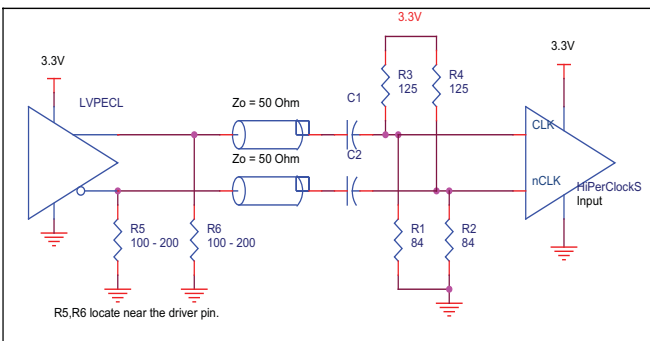 3.3V
3.3V
3.3V
LVPECL
R3
125
R4
125
Zo = 50 Ohm
C1
CLK
Zo = 50 Ohm
C2
nCLK
HiPerClockS
Input
R5
100 - 200
R6
100 - 200
R1
84
R2
84
R5,R6 locate near the driver pin.